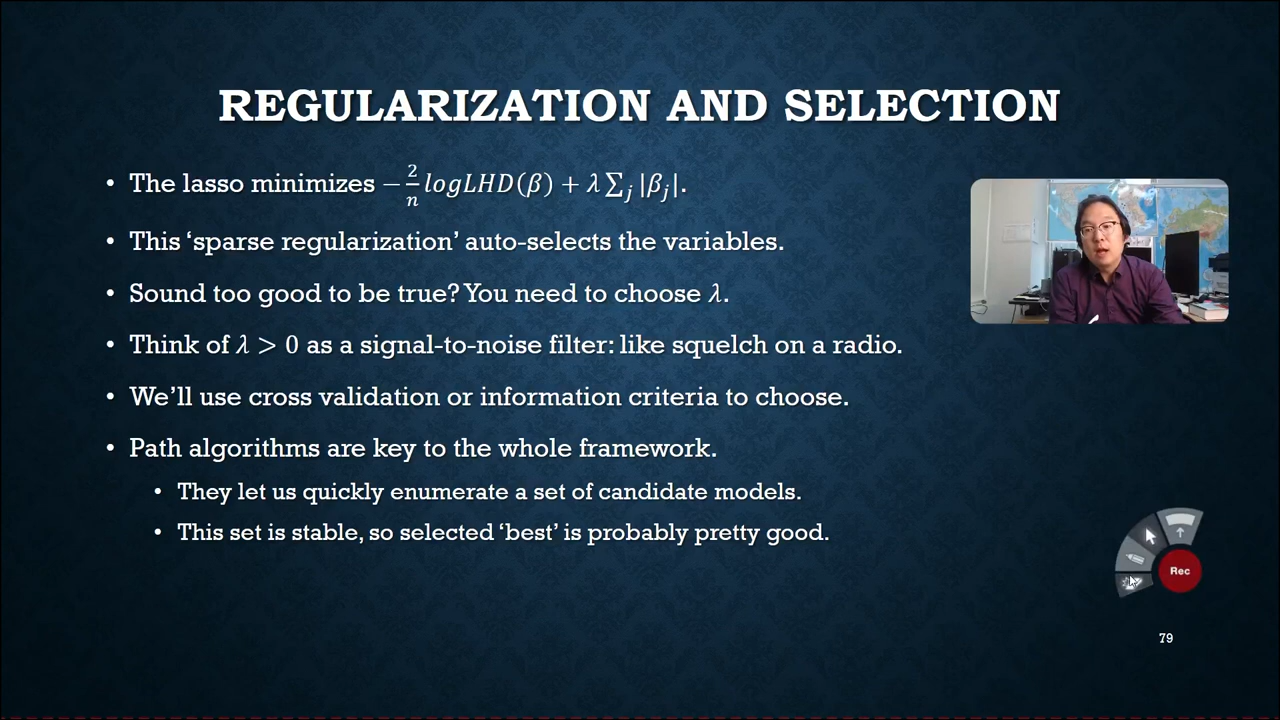 REGULARIZATION AND SELECTION
• The lasso minimizes −2/n logLHD(β) + λ∑ⱼ|βⱼ|.
• This ‘sparse regularization’ auto-selects the variables.
• Sound too good to be true? You need to choose λ.
• Think of λ > 0 as a signal-to-noise filter: like squelch on a radio.
• We’ll use cross validation or information criteria to choose.
• Path algorithms are key to the whole framework.
• They let us quickly enumerate a set of candidate models.
• This set is stable, so selected ‘best’ is probably pretty good.
Rec
79